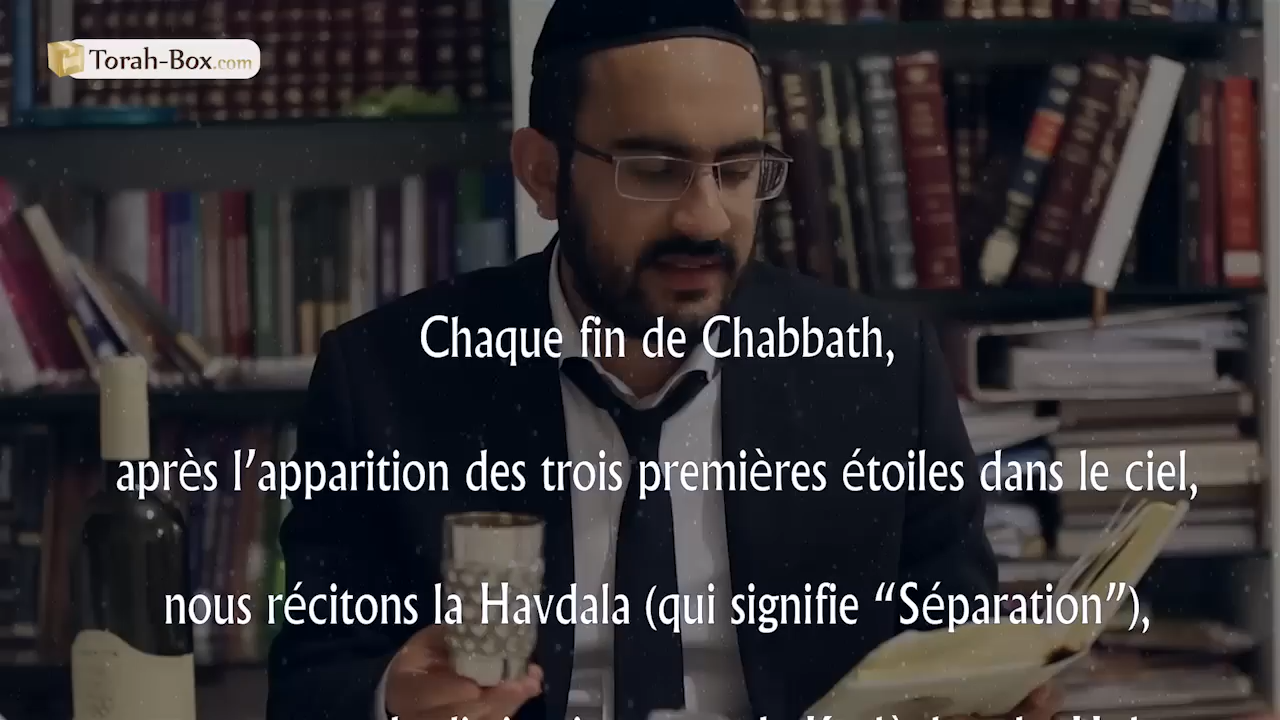 Torah-Box.com
Chaque fin de Chabbath,
après l’apparition des trois premières étoiles dans le ciel,
nous récitons la Havdala (qui signifie “Séparation”),